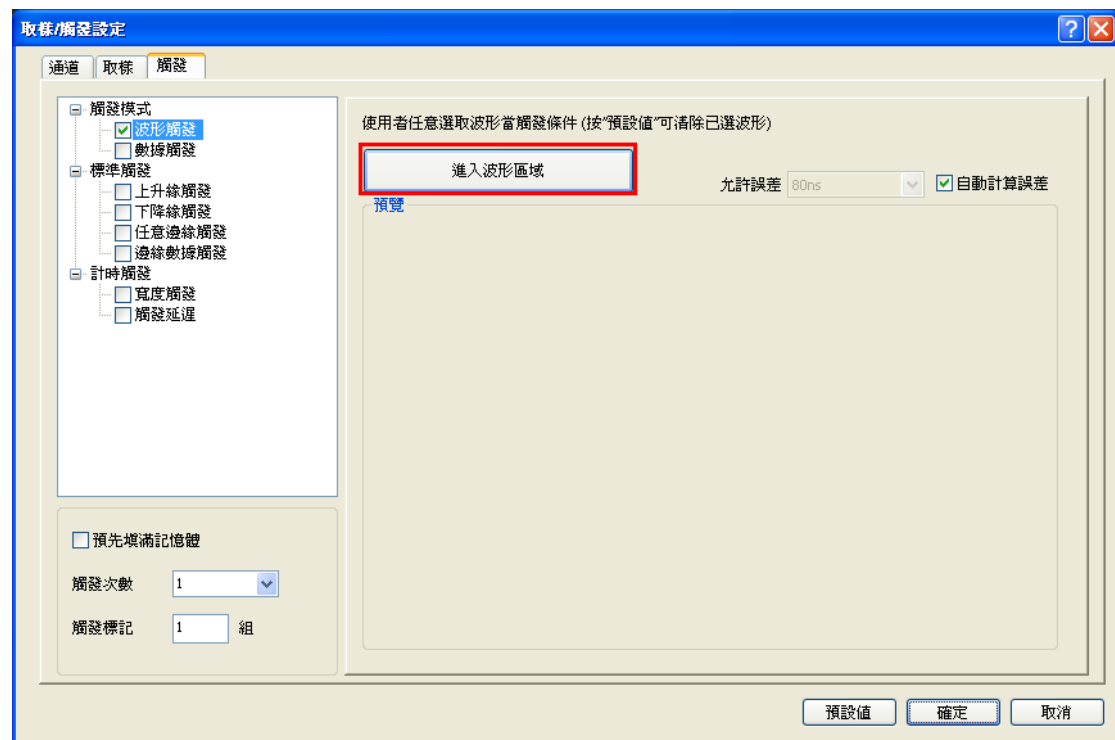 取樣/觸發設定
通道 取樣 觸發
觸發模式
波形觸發
數據觸發
標準觸發
上升緣觸發
下降緣觸發
任意邊緣觸發
邊緣數據觸發
計時觸發
寬度觸發
觸發延遲
預先填滿記憶體
觸發次數 1
觸發標記 1 組
使用者任意選取波形當觸發條件 (按"預設值"可清除已選波形)
進入波形區域
允許誤差 80ns 自動計算誤差
預覽
預設值 確定 取消